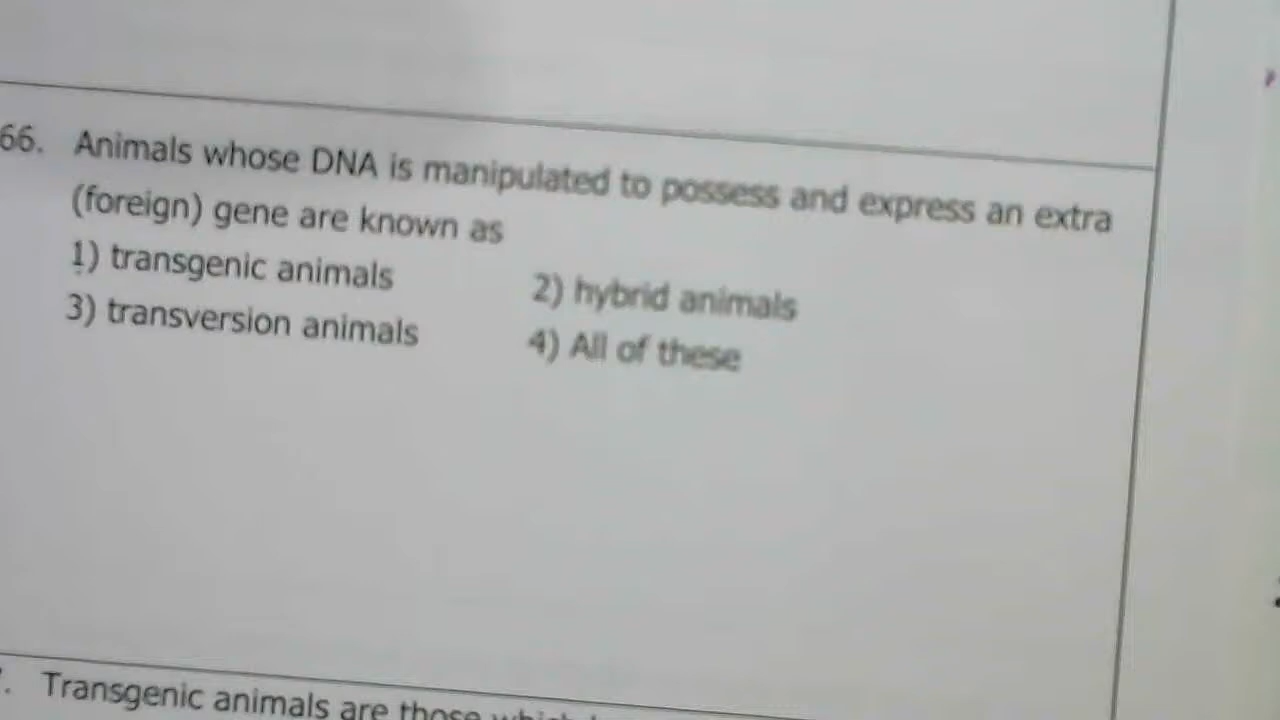 66. Animals whose DNA is manipulated to possess and express an extra
(foreign) gene are known as
1) transgenic animals 2) hybrid animals
3) transversion animals 4) All of these
. Transgenic animals are those which